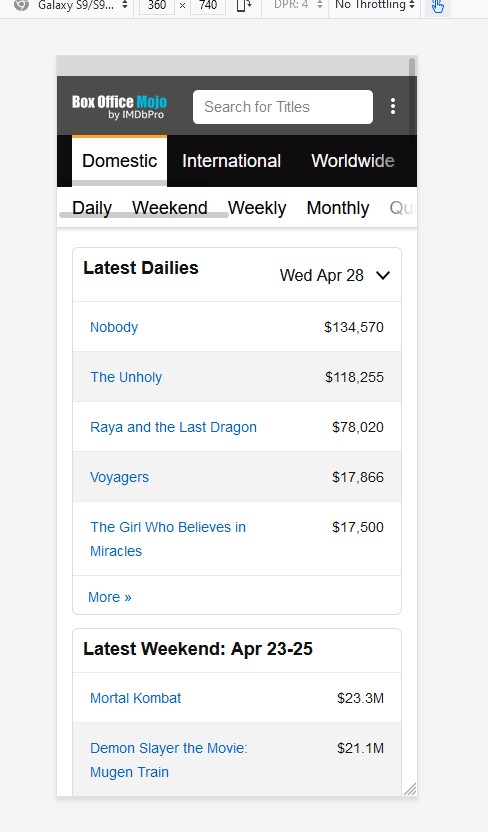 Galaxy S9/S9... 360 × 740 DPR: 4 No Throttling
Box Office Mojo
by IMDbPro
Search for Titles
Domestic International Worldwide
Daily Weekend Weekly Monthly Qu
Latest Dailies
Wed Apr 28
Nobody $134,570
The Unholy $118,255
Raya and the Last Dragon $78,020
Voyagers $17,866
The Girl Who Believes in $17,500
Miracles
More »
Latest Weekend: Apr 23-25
Mortal Kombat $23.3M
Demon Slayer the Movie: $21.1M
Mugen Train